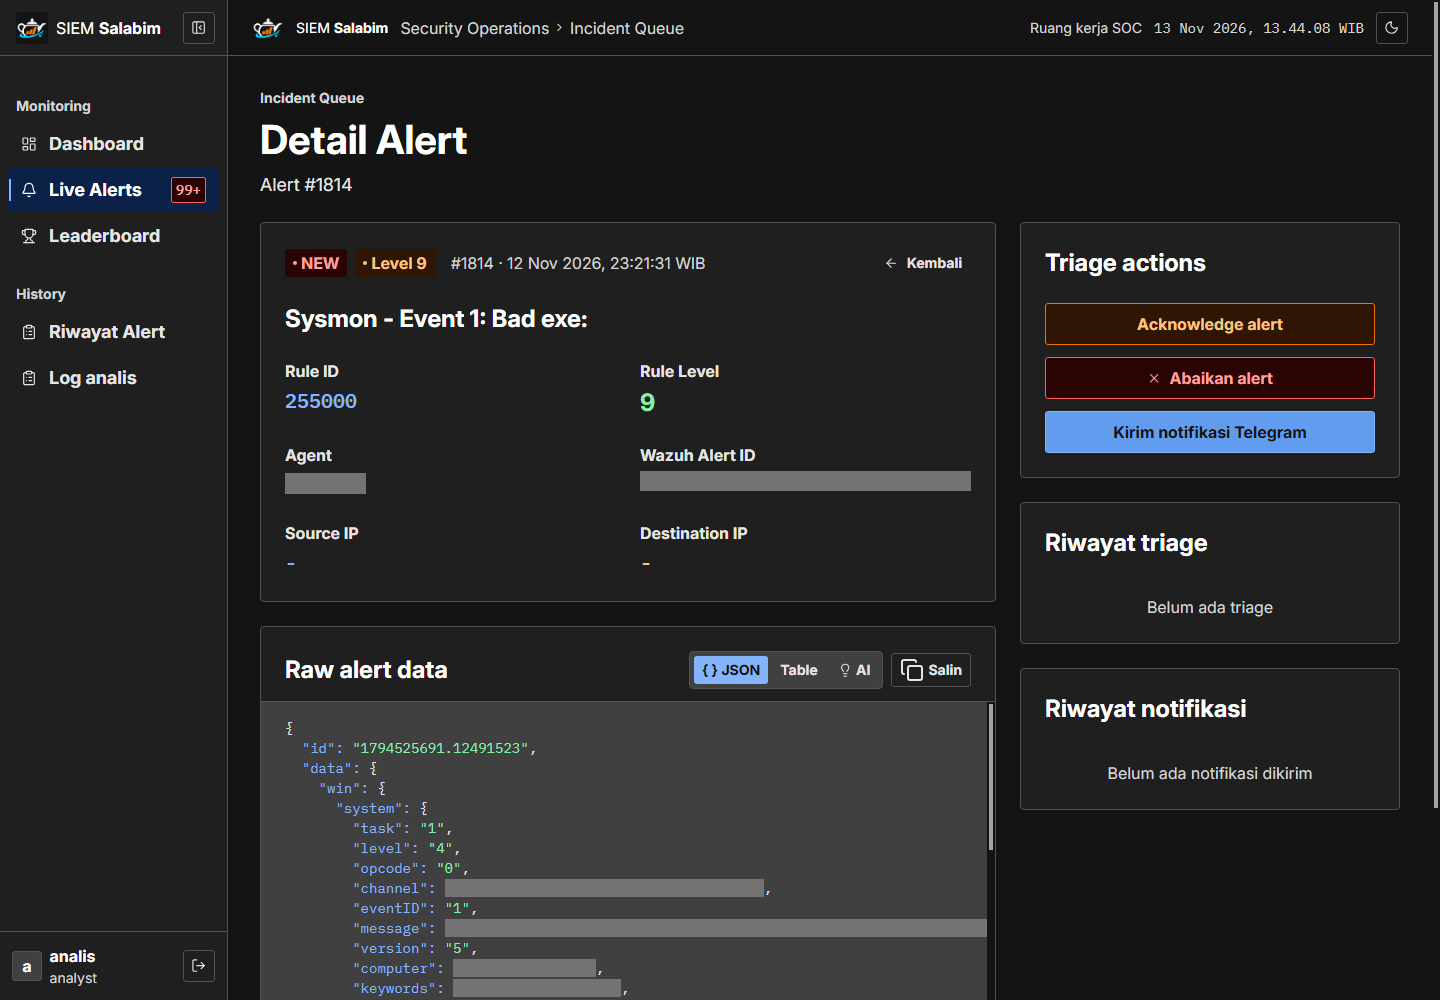 SIEM Salabim
Monitoring
Dashboard
Live Alerts 99+
Leaderboard
History
Riwayat Alert
Log analis
a
analis
analyst
SIEM Salabim Security Operations › Incident Queue
Ruang kerja SOC 13 Nov 2026, 13.44.08 WIB
Incident Queue
Detail Alert
Alert #1814
• NEW • Level 9 #1814 · 12 Nov 2026, 23:21:31 WIB
← Kembali
Sysmon - Event 1: Bad exe:
Rule ID
255000
Rule Level
9
Agent
Wazuh Alert ID
Source IP
-
Destination IP
-
Raw alert data
{ } JSON Table AI Salin
{
"id": "1794525691.12491523",
"data": {
"win": {
"system": {
"task": "1",
"level": "4",
"opcode": "0",
"channel": ,
"eventID": "1",
"message":
"version": "5",
"computer": ,
"keywords": ,
Triage actions
Acknowledge alert
× Abaikan alert
Kirim notifikasi Telegram
Riwayat triage
Belum ada triage
Riwayat notifikasi
Belum ada notifikasi dikirim